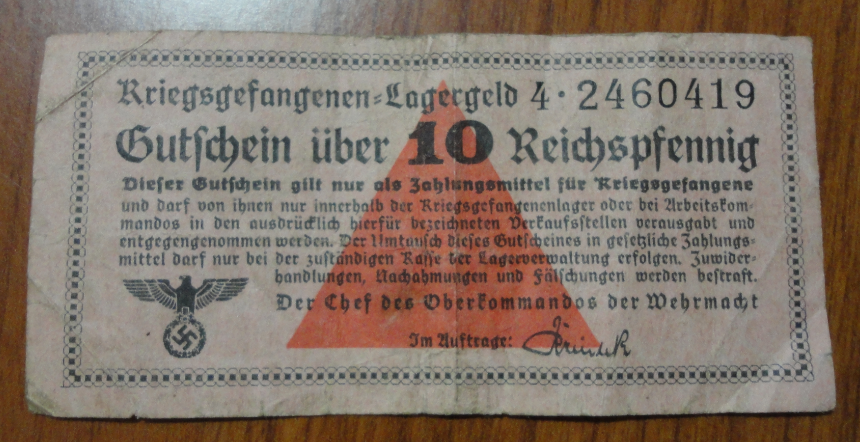 Kriegsgefangenen-Lagergeld 4·2460419
Gutschein über 10 Reichspfennig
Dieser Gutschein gilt nur als Zahlungsmittel für Kriegsgefangene
und darf von ihnen nur innerhalb der Kriegsgefangenenlager oder bei Arbeitskom-
mandos in den ausdrücklich hierfür bezeichneten Verkaufsstellen verausgabt und
entgegengenommen werden. Der Umtausch dieses Gutscheines in gesetzliche Zahlungs-
mittel darf nur bei der zuständigen Kasse der Lagerverwaltung erfolgen. Zuwider-
handlungen, Nachahmungen und Fälschungen werden bestraft.
Der Chef des Oberkommandos der Wehrmacht
Im Auftrage: